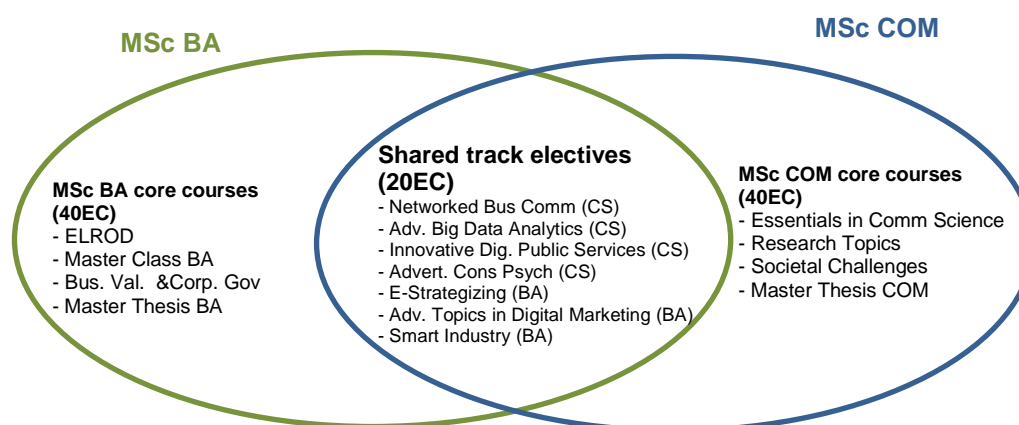 MSc BA
MSc COM
MSc BA core courses
(40EC)
- ELROD
- Master Class BA
- Bus. Val. &Corp. Gov
- Master Thesis BA
Shared track electives
(20EC)
- Networked Bus Comm (CS)
- Adv. Big Data Analytics (CS)
- Innovative Dig. Public Services (CS)
- Advert. Cons Psych (CS)
- E-Strategizing (BA)
- Adv. Topics in Digital Marketing (BA)
- Smart Industry (BA)
MSc COM core courses
(40EC)
- Essentials in Comm Science
- Research Topics
- Societal Challenges
- Master Thesis COM